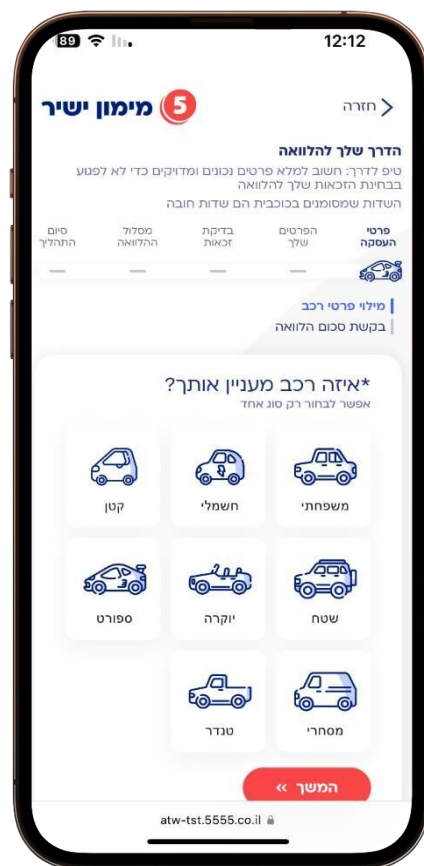 89
12:12
חזרה
5 מימון ישיר
הדרך שלך להלוואה
טיפ לדרך: חשוב למלא פרטים נכונים ומדויקים כדי לא לפגוע
בבחינת הזכאות שלך להלוואה
השדות שמסומנים בכוכבית הם שדות חובה
פרטי העסקה
הפרטים שלך
בדיקת זכאות
מסלול ההלוואה
סיום התהליך
מילוי פרטי רכב
בקשת סכום הלוואה
*איזה רכב מעניין אותך?
אפשר לבחור רק סוג אחד
משפחתי
חשמלי
קטן
שטח
יוקרה
ספורט
מסחרי
טנדר
המשך »
atw-tst.5555.co.il